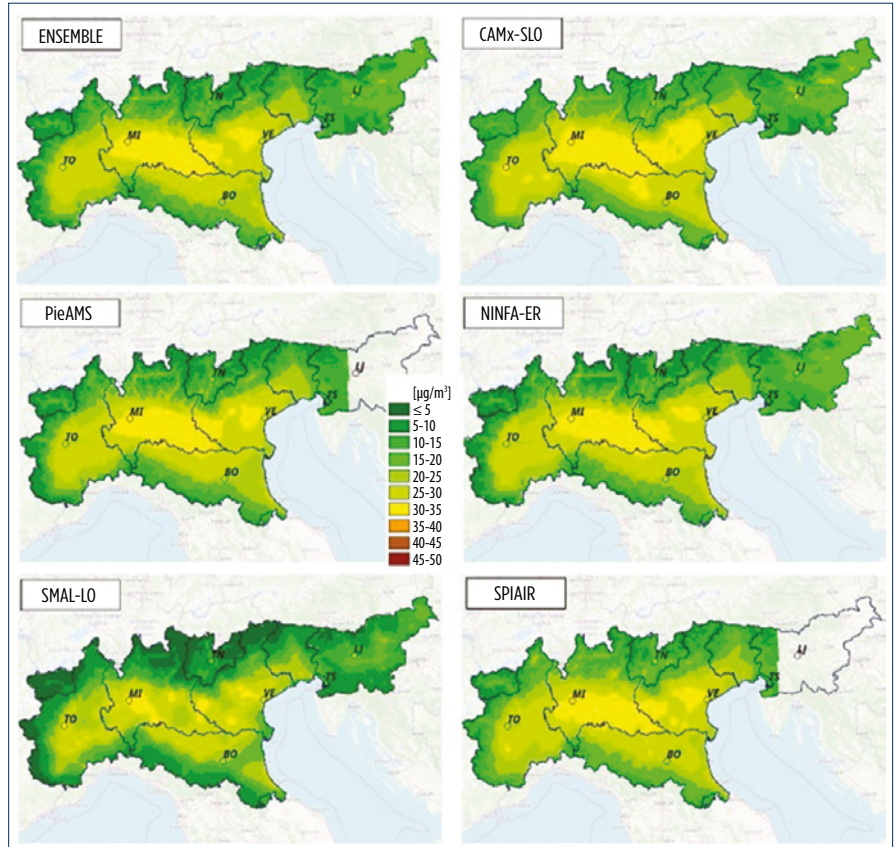 ENSEMBLE
TN
LJ
MI
VE
TS
TO
BO
CAMx-SLO
TN
LJ
MI
VE
TS
TO
BO
PieAMS
TN
LJ
TS
MI
VE
TO
BO
[µg/m³]
≤ 5
5-10
10-15
15-20
20-25
25-30
30-35
35-40
40-45
45-50
NINFA-ER
TN
LJ
TS
MI
VE
TO
BO
SMAL-LO
TN
LJ
TS
MI
VE
TO
BO
SPIAIR
TN
LJ
TS
MI
VE
TO
BO